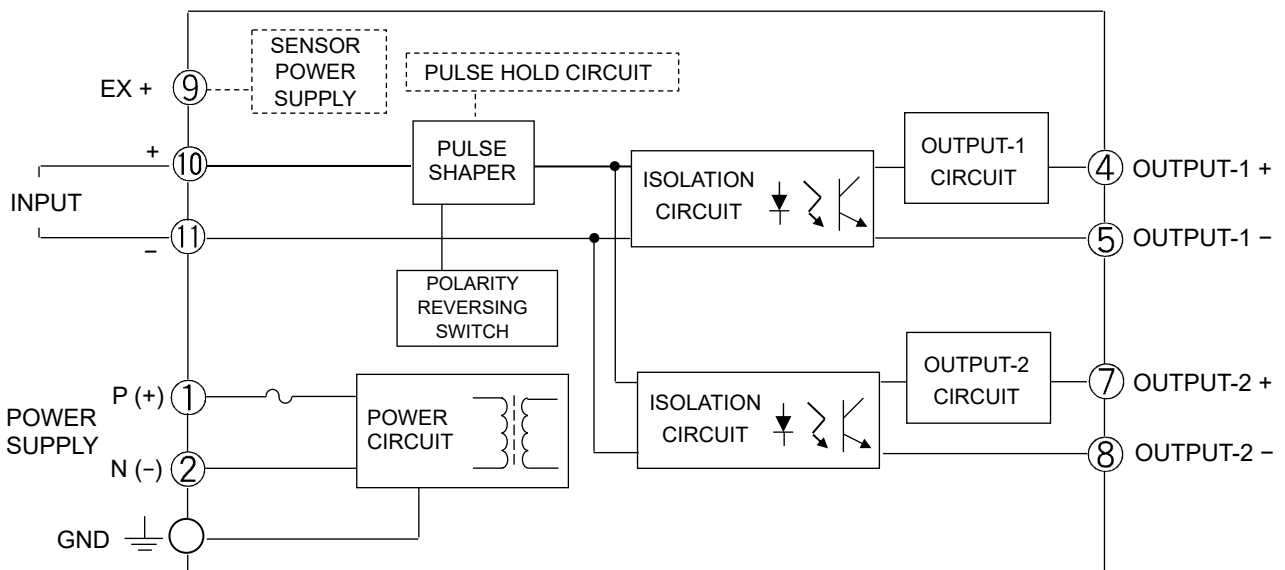 SENSOR
POWER
SUPPLY
PULSE HOLD CIRCUIT
EX +
9
+
10
PULSE
SHAPER
INPUT
11
−
POLARITY
REVERSING
SWITCH
ISOLATION
CIRCUIT
OUTPUT-1
CIRCUIT
4
OUTPUT-1 +
5
OUTPUT-1 −
POWER
SUPPLY
P (+)
1
N (−)
2
POWER
CIRCUIT
GND
ISOLATION
CIRCUIT
OUTPUT-2
CIRCUIT
7
OUTPUT-2 +
8
OUTPUT-2 −